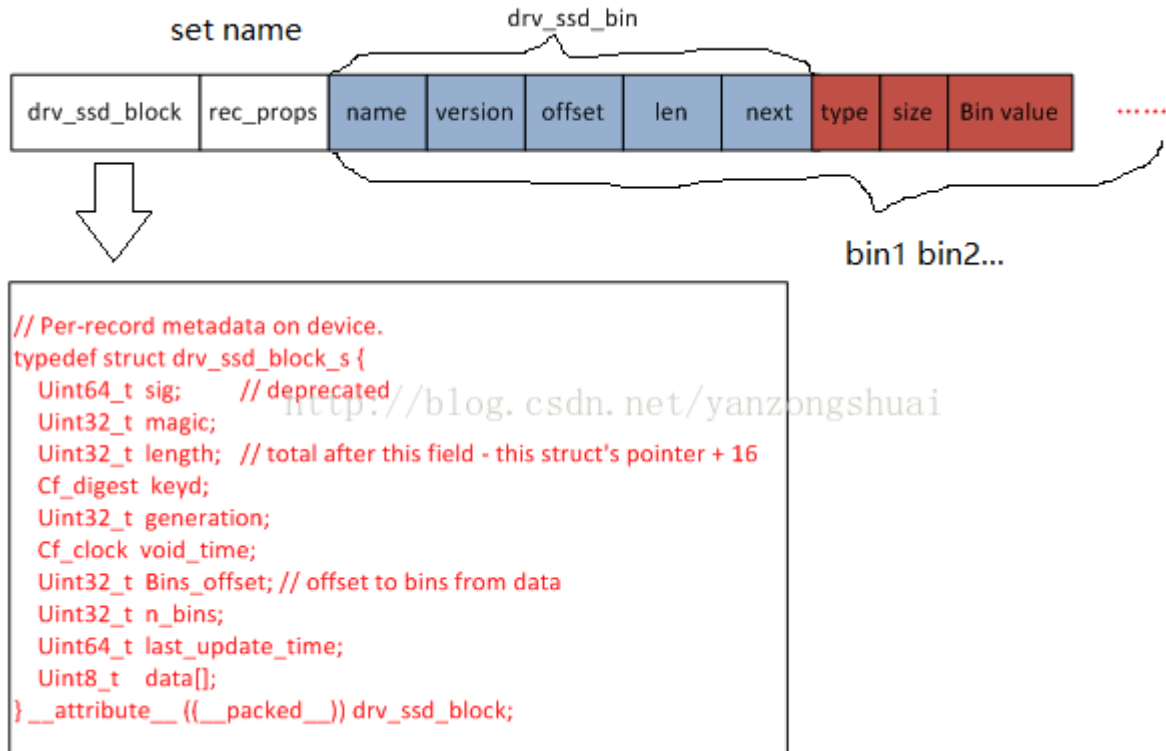 drv_ssd_bin
set name
drv_ssd_block rec_props name version offset len next type size Bin value ......
bin1 bin2...
// Per-record metadata on device.
typedef struct drv_ssd_block_s {
Uint64_t sig; // deprecated
http://blog.csdn.net/yanzongshuai
Uint32_t magic;
Uint32_t length; // total after this field - this struct's pointer + 16
Cf_digest keyd;
Uint32_t generation;
Cf_clock void_time;
Uint32_t Bins_offset; // offset to bins from data
Uint32_t n_bins;
Uint64_t last_update_time;
Uint8_t data[];
} __attribute__ ((__packed__)) drv_ssd_block;